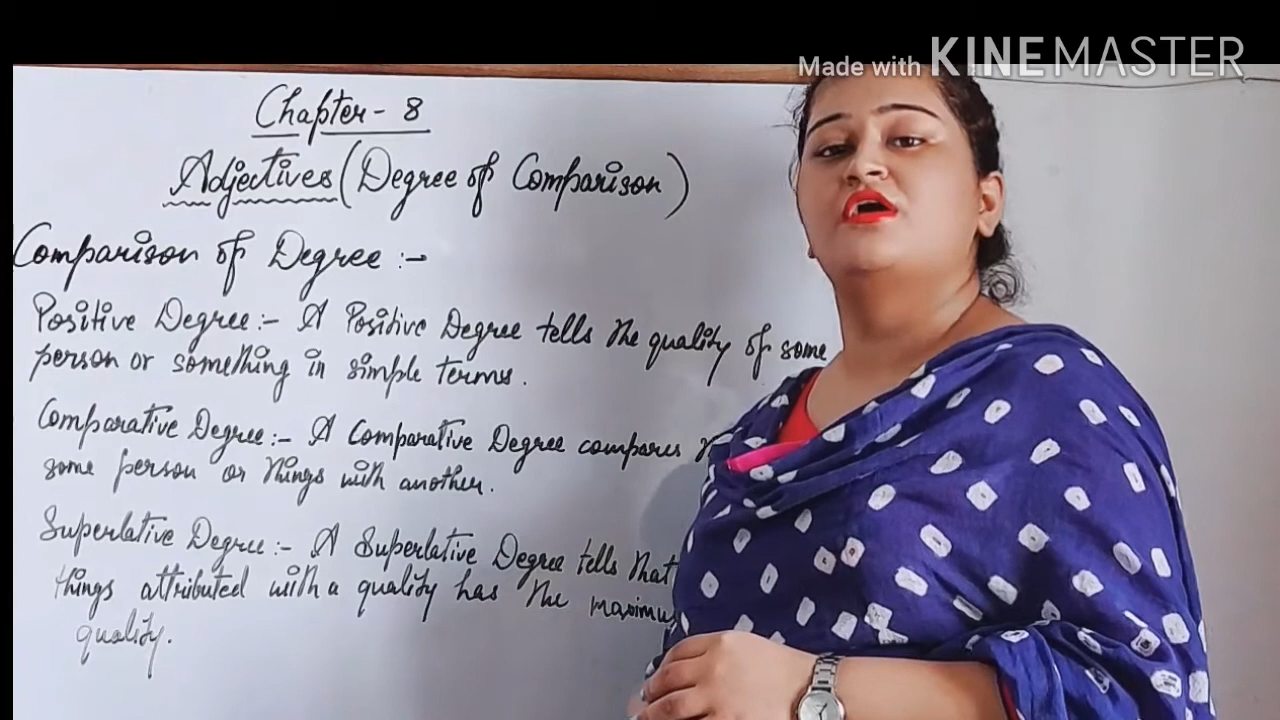 Made with KINEMASTER
Chapter - 8
Adjectives (Degree of Comparison)
Comparison of Degree :-
Positive Degree :- A Positive Degree tells the quality of some
person or something in simple terms.
Comparative Degree :- A Comparative Degree compares
some person or things with another.
Superlative Degree :- A Superlative Degree tells that
things attributed with a quality has the
quality.